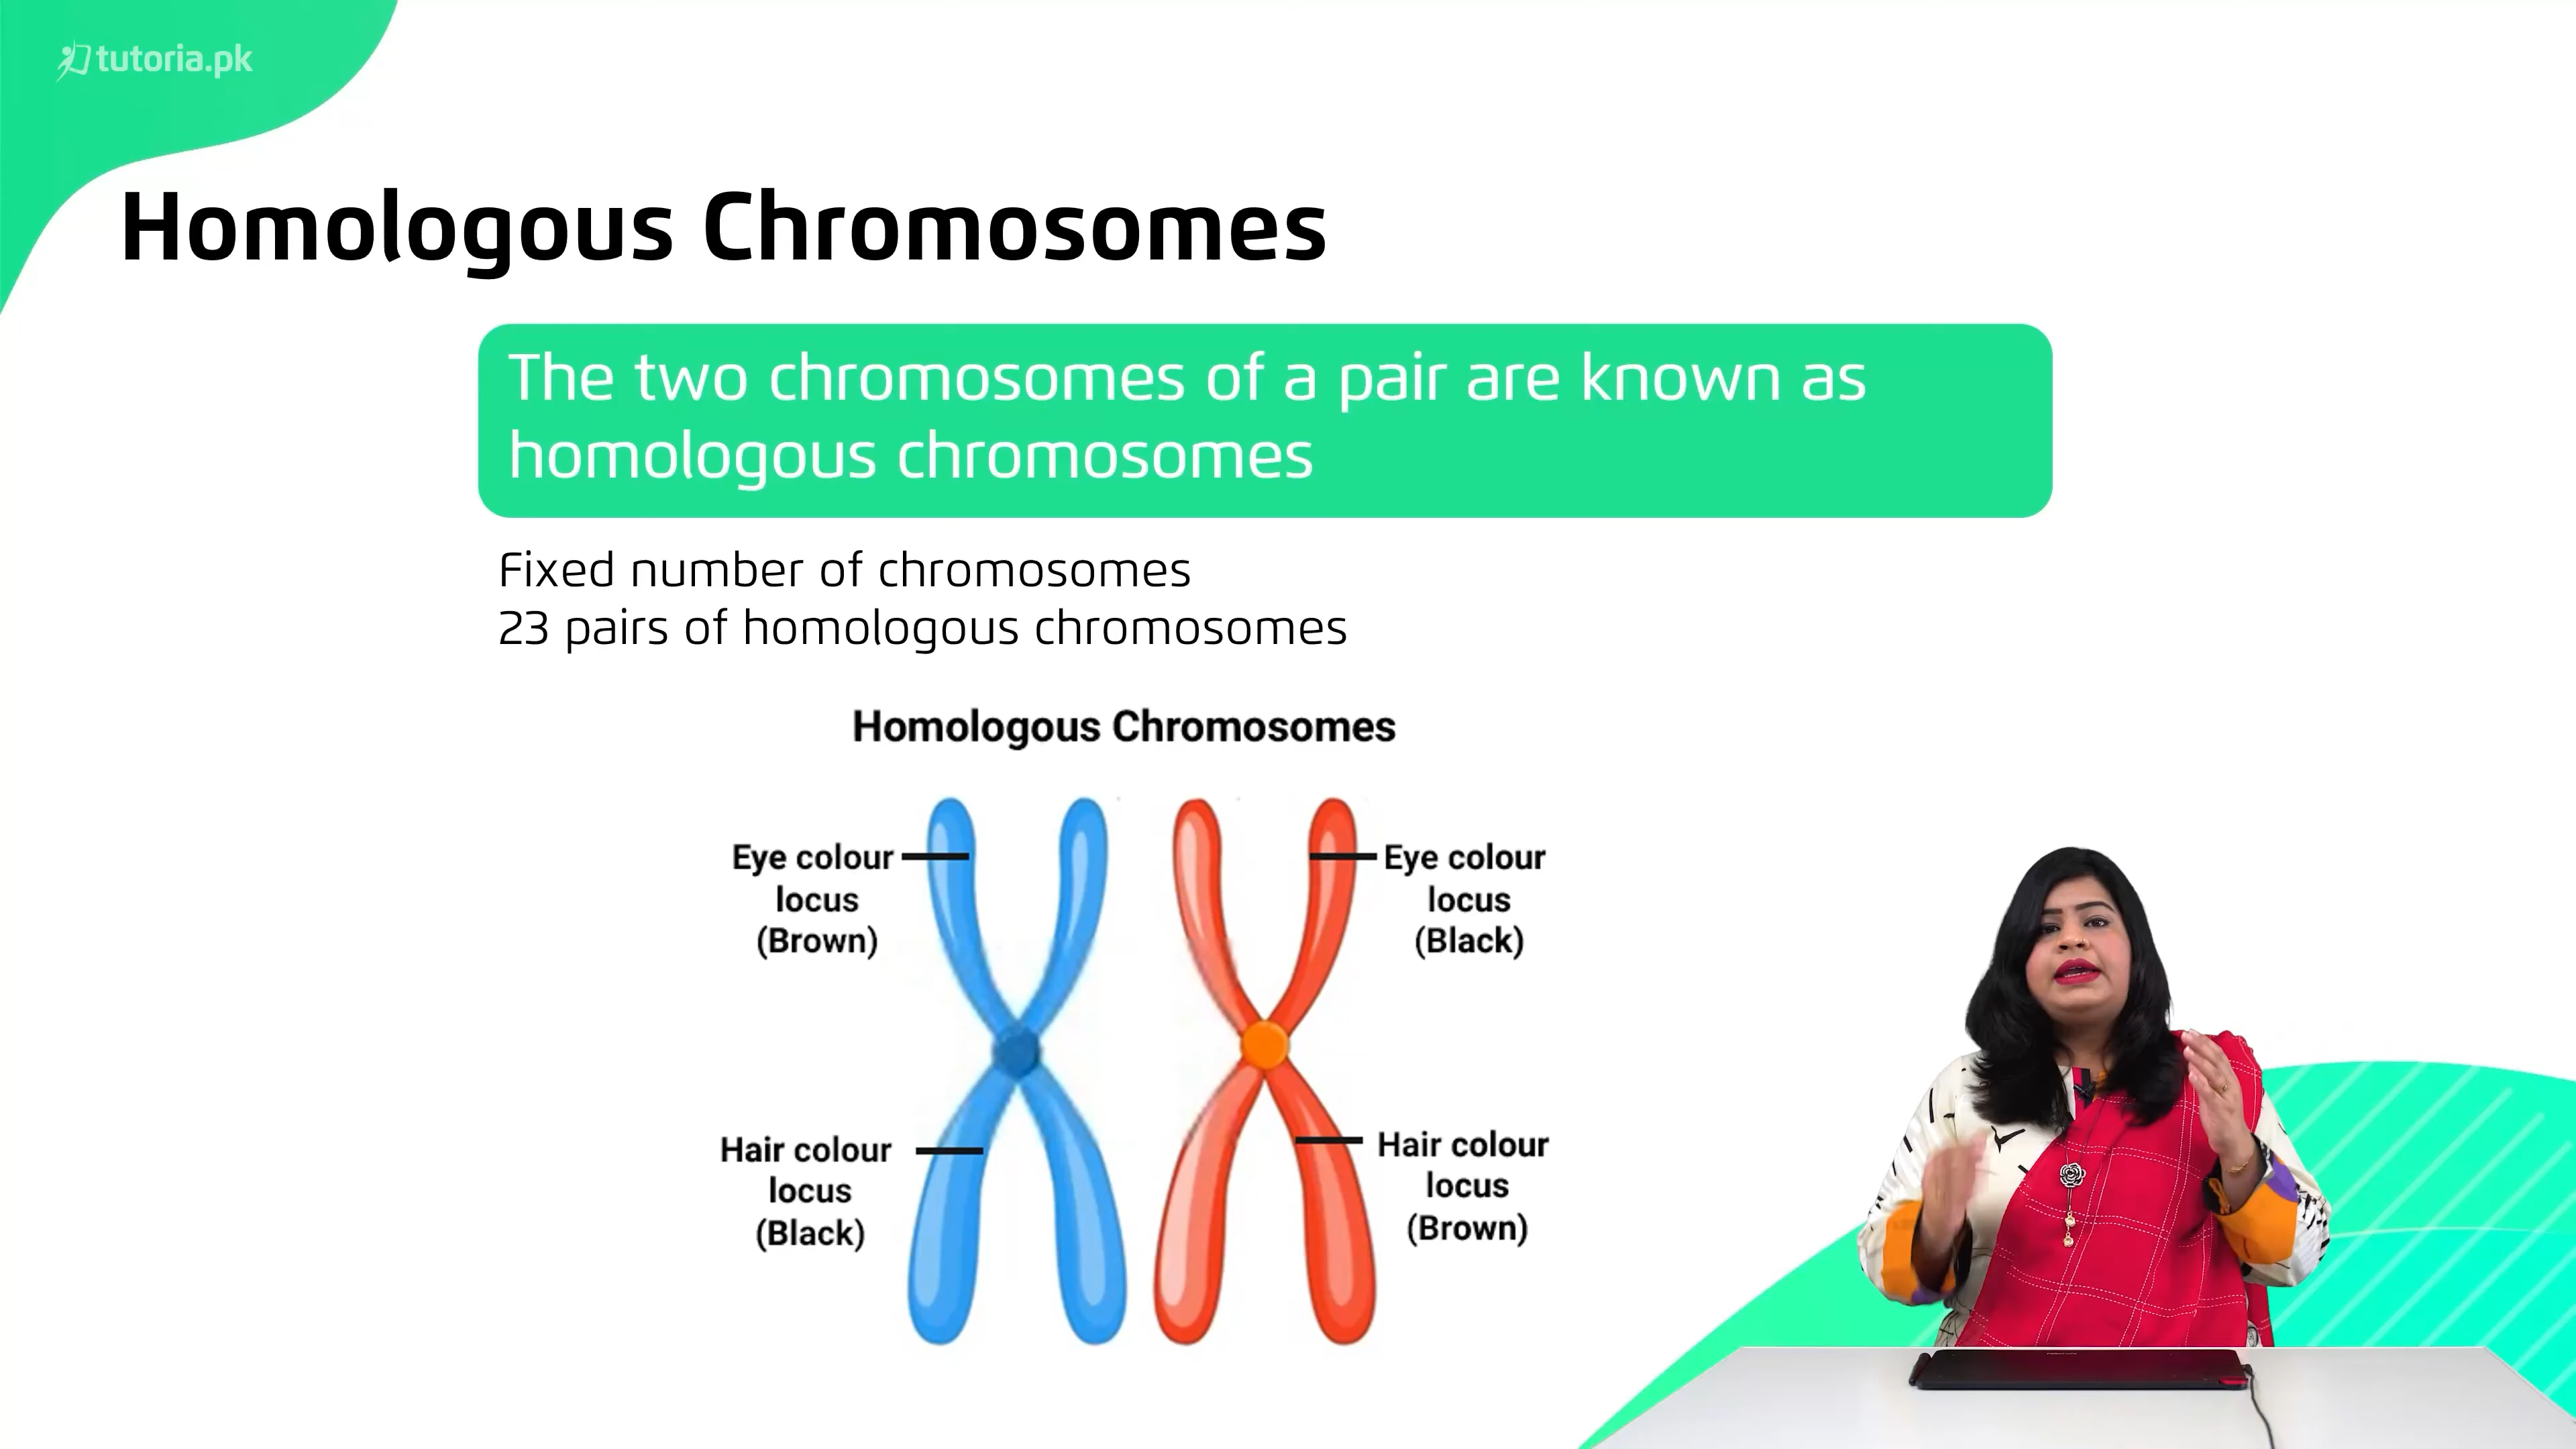 tutoria.pk
Homologous Chromosomes
The two chromosomes of a pair are known as
homologous chromosomes
Fixed number of chromosomes
23 pairs of homologous chromosomes
Homologous Chromosomes
Eye colour
locus
(Brown)
Eye colour
locus
(Black)
Hair colour
locus
(Black)
Hair colour
locus
(Brown)